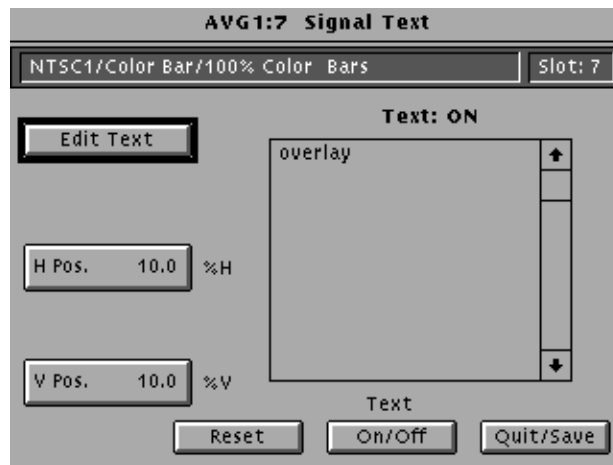 AVG1:7 Signal Text
NTSC1/Color Bar/100% Color Bars
Slot: 7
Edit Text
Text: ON
overlay
H Pos. 10.0 %H
V Pos. 10.0 %V
Text
Reset
On/Off
Quit/Save